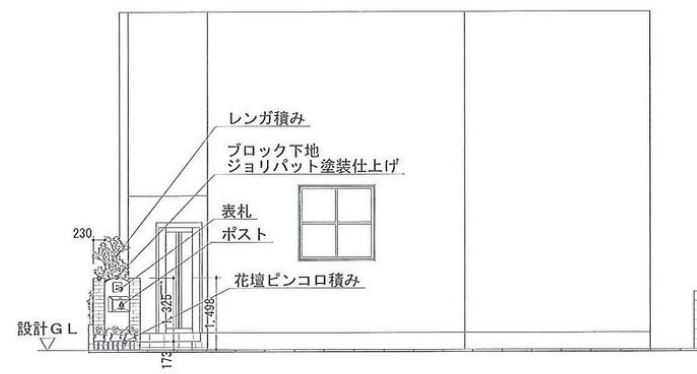 レンガ積み
ブロック下地
ジョリパット塗装仕上げ
表札
230
ポスト
花壇ピンコロ積み
1,325
1,498
設計GL
173